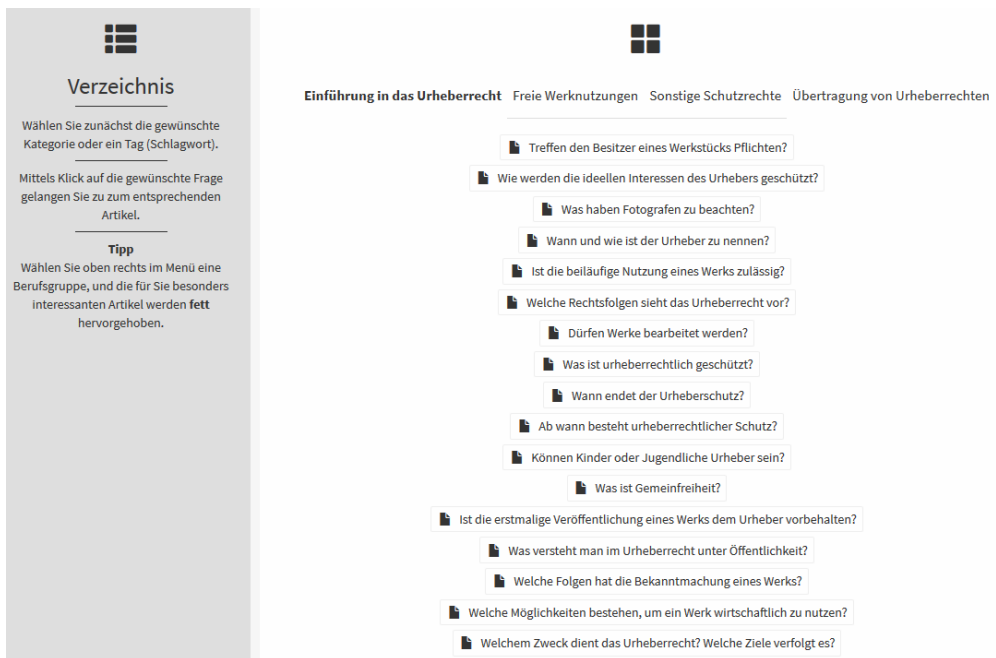 Verzeichnis
Wählen Sie zunächst die gewünschte
Kategorie oder ein Tag (Schlagwort).
Mittels Klick auf die gewünschte Frage
gelangen Sie zu zum entsprechenden
Artikel.
Tipp
Wählen Sie oben rechts im Menü eine
Berufsgruppe, und die für Sie besonders
interessanten Artikel werden fett
hervorgehoben.
Einführung in das Urheberrecht Freie Werknutzungen Sonstige Schutzrechte Übertragung von Urheberrechten
Treffen den Besitzer eines Werkstücks Pflichten?
Wie werden die ideellen Interessen des Urhebers geschützt?
Was haben Fotografen zu beachten?
Wann und wie ist der Urheber zu nennen?
Ist die beiläufige Nutzung eines Werks zulässig?
Welche Rechtsfolgen sieht das Urheberrecht vor?
Dürfen Werke bearbeitet werden?
Was ist urheberrechtlich geschützt?
Wann endet der Urheberschutz?
Ab wann besteht urheberrechtlicher Schutz?
Können Kinder oder Jugendliche Urheber sein?
Was ist Gemeinfreiheit?
Ist die erstmalige Veröffentlichung eines Werks dem Urheber vorbehalten?
Was versteht man im Urheberrecht unter Öffentlichkeit?
Welche Folgen hat die Bekanntmachung eines Werks?
Welche Möglichkeiten bestehen, um ein Werk wirtschaftlich zu nutzen?
Welchem Zweck dient das Urheberrecht? Welche Ziele verfolgt es?